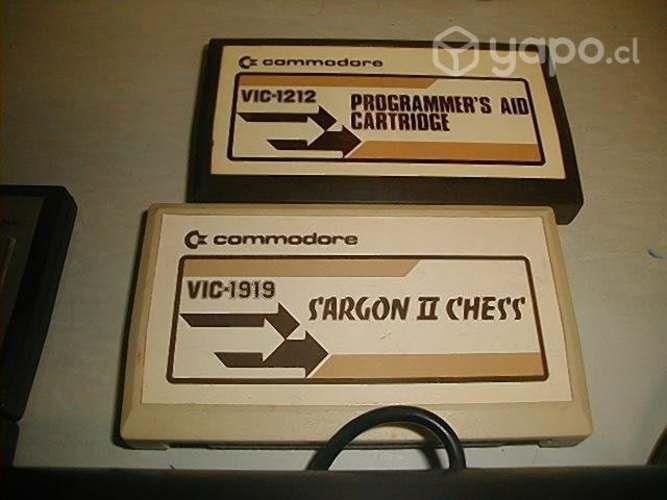 yapo.cl
commodore
VIC-1212
PROGRAMMER'S AID
CARTRIDGE
commodore
VIC-1919
SARGON II CHESS